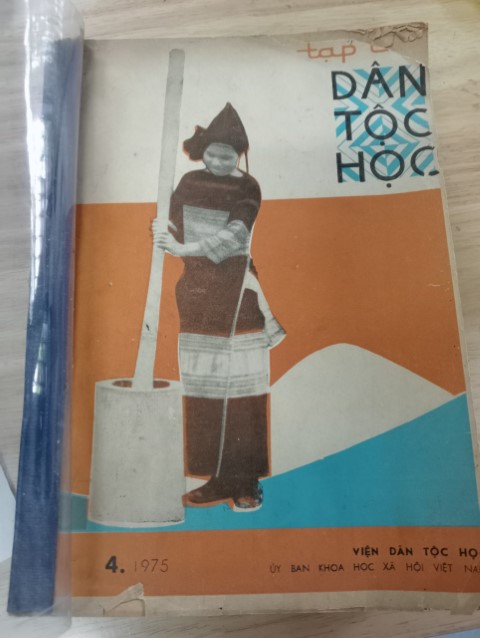 tạp
DÂN
TỘC
HỌC
4. 1975
VIỆN DÂN TỘC HỌ
ỦY BAN KHOA HỌC XÃ HỘI VIỆT NA